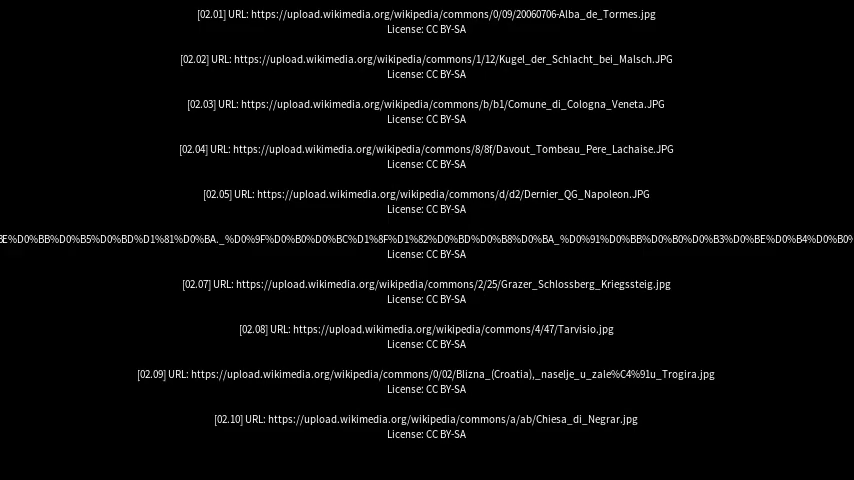 [02.01] URL: https://upload.wikimedia.org/wikipedia/commons/0/09/20060706-Alba_de_Tormes.jpg
License: CC BY-SA
[02.02] URL: https://upload.wikimedia.org/wikipedia/commons/1/12/Kugel_der_Schlacht_bei_Malsch.JPG
License: CC BY-SA
[02.03] URL: https://upload.wikimedia.org/wikipedia/commons/b/b1/Comune_di_Cologna_Veneta.JPG
License: CC BY-SA
[02.04] URL: https://upload.wikimedia.org/wikipedia/commons/8/8f/Davout_Tombeau_Pere_Lachaise.JPG
License: CC BY-SA
[02.05] URL: https://upload.wikimedia.org/wikipedia/commons/d/d2/Dernier_QG_Napoleon.JPG
License: CC BY-SA
BE%D0%BB%D0%B5%D0%BD%D1%81%D0%BA._%D0%9F%D0%B0%D0%BC%D1%8F%D1%82%D0%BD%D0%B8%D0%BA_%D0%91%D0%BB%D0%B0%D0%B3%D0%BE%D0%B4%D0%B0%
License: CC BY-SA
[02.07] URL: https://upload.wikimedia.org/wikipedia/commons/2/25/Grazer_Schlossberg_Kriegssteig.jpg
License: CC BY-SA
[02.08] URL: https://upload.wikimedia.org/wikipedia/commons/4/47/Tarvisio.jpg
License: CC BY-SA
[02.09] URL: https://upload.wikimedia.org/wikipedia/commons/0/02/Blizna_(Croatia),_naselje_u_zale%C4%91u_Trogira.jpg
License: CC BY-SA
[02.10] URL: https://upload.wikimedia.org/wikipedia/commons/a/ab/Chiesa_di_Negrar.jpg
License: CC BY-SA